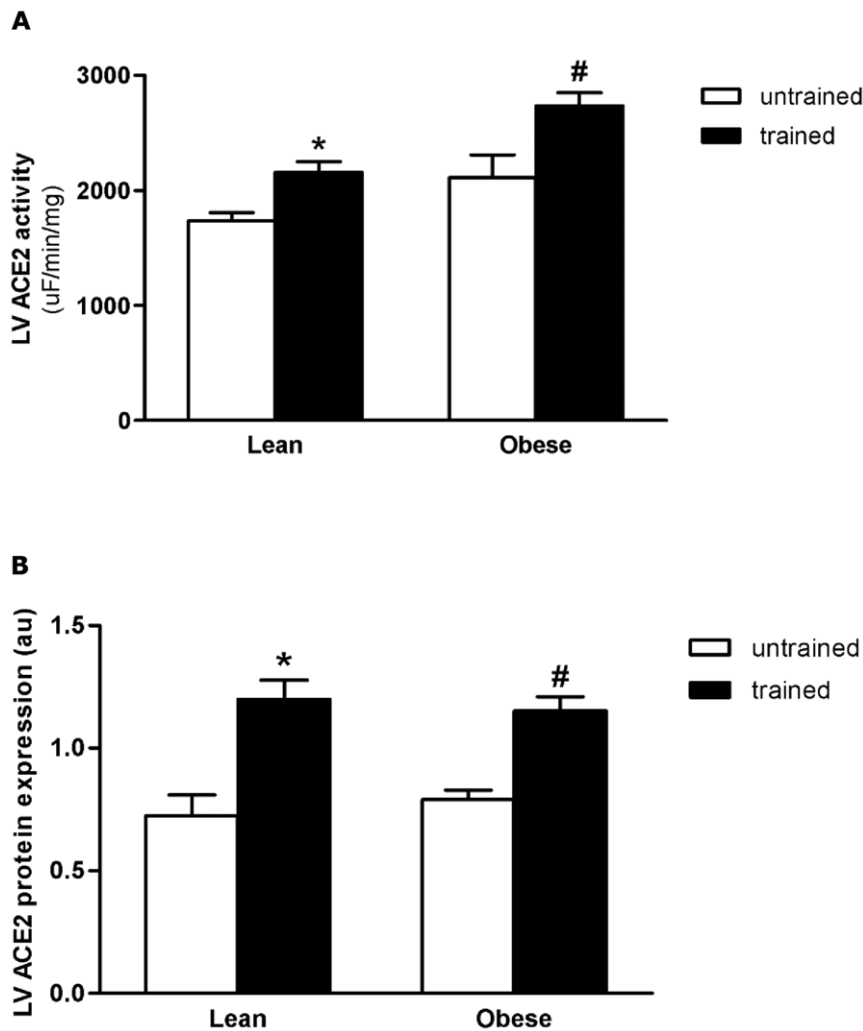 A
LV ACE2 activity
(uF/min/mg)
3000
2000
1000
0
*
#
Lean
Obese
untrained
trained
B
LV ACE2 protein expression (au)
1.5
1.0
0.5
0.0
*
#
Lean
Obese
untrained
trained